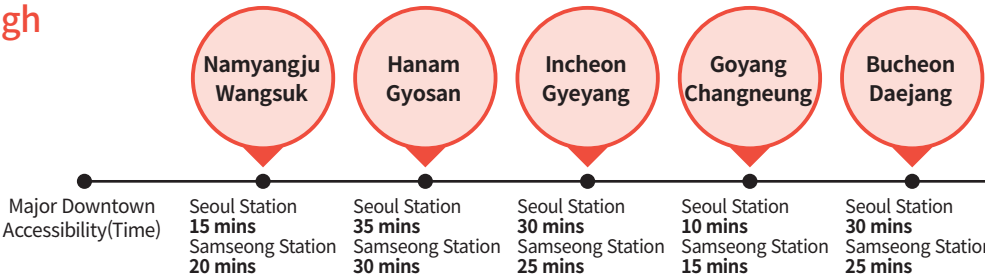 gh
Namyangju
Wangsuk
Hanam
Gyosan
Incheon
Gyeyang
Goyang
Changneung
Bucheon
Daejang
Major Downtown
Accessibility(Time)
Seoul Station
15 mins
Samseong Station
20 mins
Seoul Station
35 mins
Samseong Station
30 mins
Seoul Station
30 mins
Samseong Station
25 mins
Seoul Station
10 mins
Samseong Station
15 mins
Seoul Station
30 mins
Samseong Station
25 mins